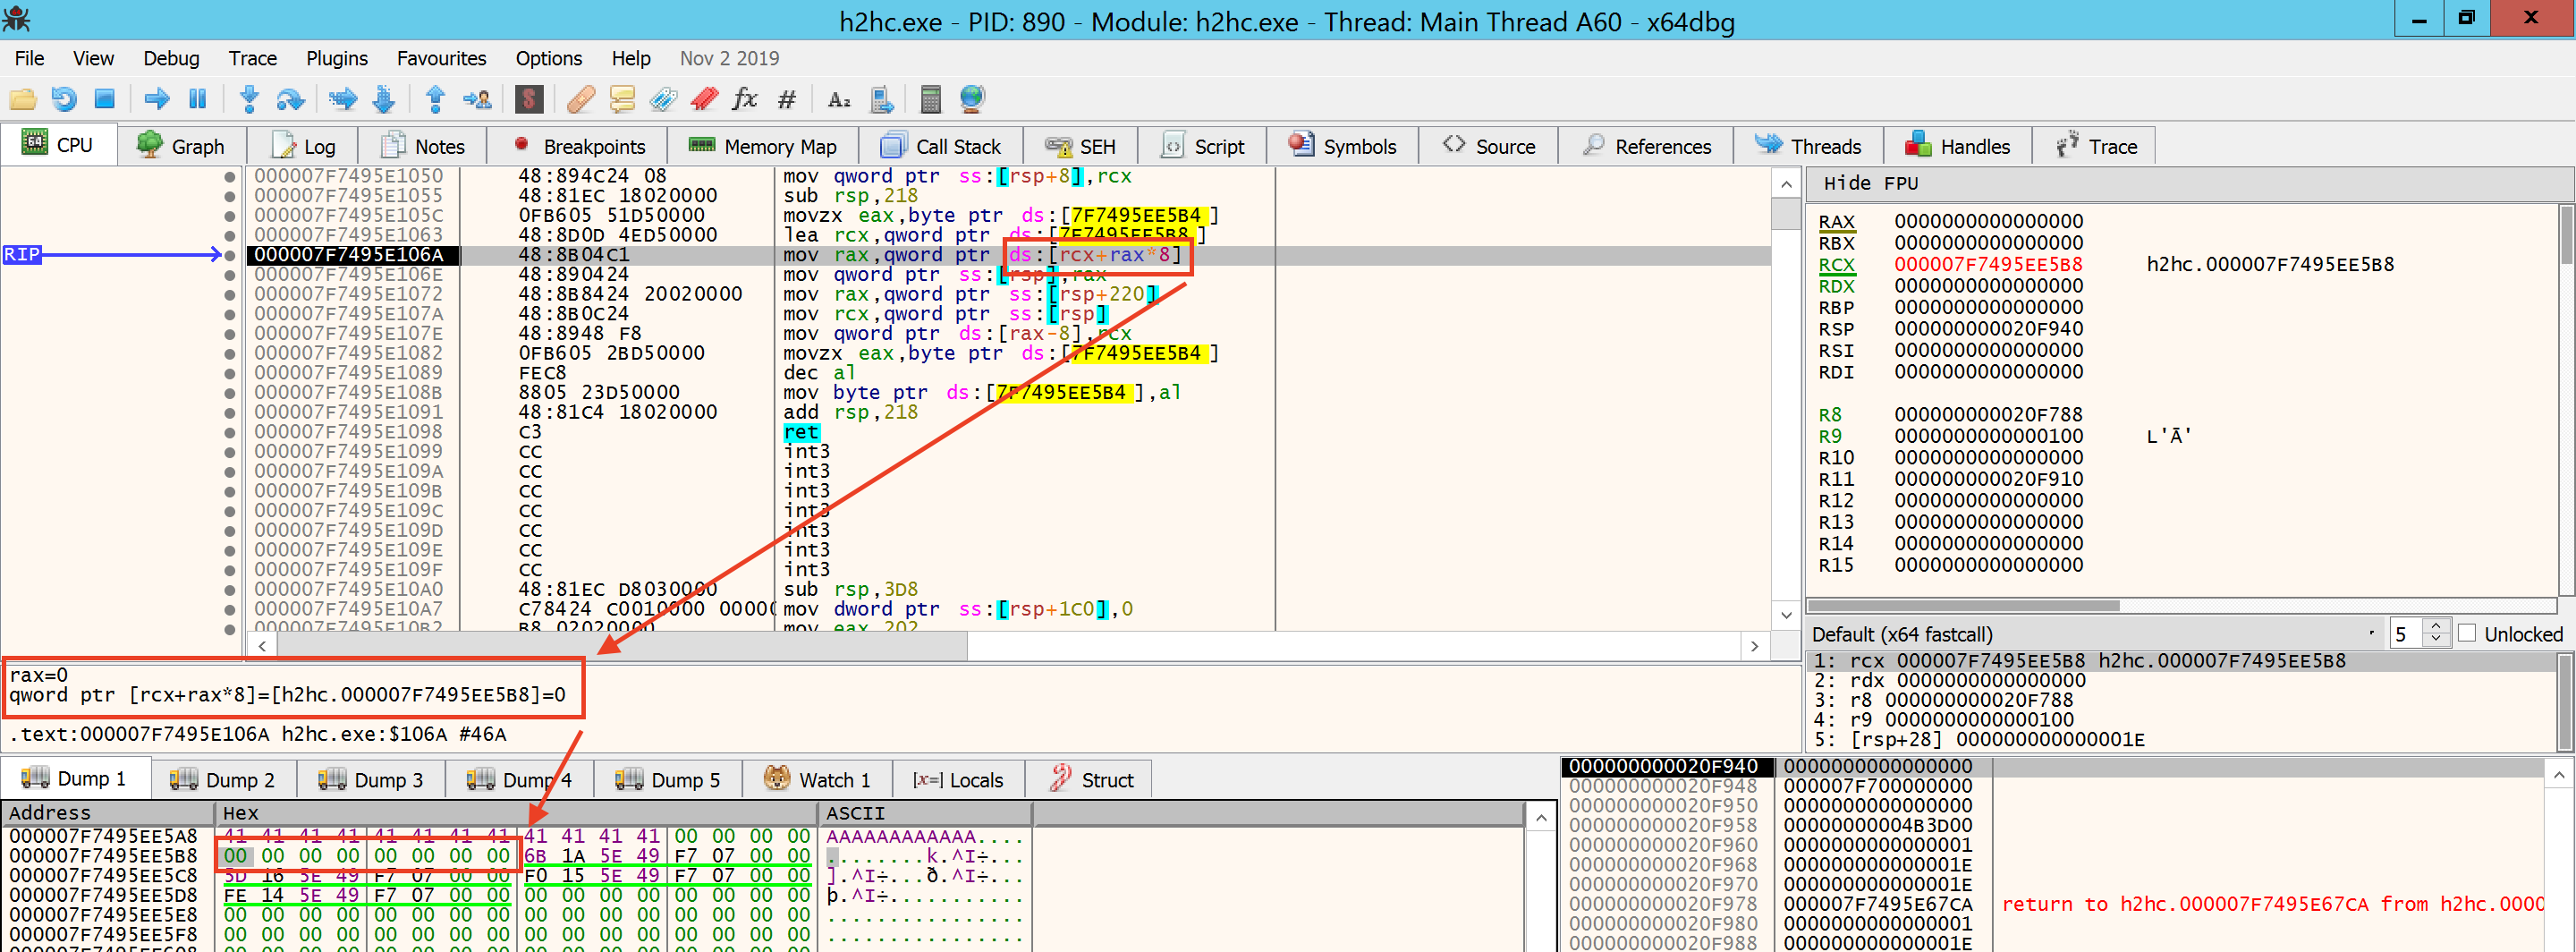 h2hc.exe - PID: 890 - Module: h2hc.exe - Thread: Main Thread A60 - x64dbg
File View Debug Trace Plugins Favourites Options Help Nov 2 2019
CPU Graph Log Notes Breakpoints Memory Map Call Stack SEH Script Symbols Source References Threads Handles Trace
000007F7495E1050 48:894C24 08 mov qword ptr ss:[rsp+8],rcx
000007F7495E1055 48:81EC 18020000 sub rsp,218
000007F7495E105C 0FB605 51D50000 movzx eax,byte ptr ds:[7F7495EE5B4]
000007F7495E1063 48:8D0D 4ED50000 lea rcx,qword ptr ds:[7F7495EE5B8]
RIP 000007F7495E106A 48:8B04C1 mov rax,qword ptr ds:[rcx+rax*8]
000007F7495E106E 48:890424 mov qword ptr ss:[rsp],rax
000007F7495E1072 48:8B8424 20020000 mov rax,qword ptr ss:[rsp+220]
000007F7495E107A 48:8B0C24 mov rcx,qword ptr ss:[rsp]
000007F7495E107E 48:8948 F8 mov qword ptr ds:[rax-8],rcx
000007F7495E1082 0FB605 2BD50000 movzx eax,byte ptr ds:[7F7495EE5B4]
000007F7495E1089 FEC8 dec al
000007F7495E108B 8805 23D50000 mov byte ptr ds:[7F7495EE5B4],al
000007F7495E1091 48:81C4 18020000 add rsp,218
000007F7495E1098 C3 ret
000007F7495E1099 CC int3
000007F7495E109A CC int3
000007F7495E109B CC int3
000007F7495E109C CC int3
000007F7495E109D CC int3
000007F7495E109E CC int3
000007F7495E109F CC int3
000007F7495E10A0 48:81EC D8030000 sub rsp,3D8
000007F7495E10A7 C78424 C0010000 0000 mov dword ptr ss:[rsp+1C0],0
000007F7495E10B2 B8 02020000 mov eax,202
Hide FPU
RAX 0000000000000000
RBX 0000000000000000
RCX 000007F7495EE5B8 h2hc.000007F7495EE5B8
RDX 0000000000000000
RBP 0000000000000000
RSP 000000000020F940
RSI 0000000000000000
RDI 0000000000000000
R8 000000000020F788
R9 0000000000000100 L'Ā'
R10 0000000000000000
R11 000000000020F910
R12 0000000000000000
R13 0000000000000000
R14 0000000000000000
R15 0000000000000000
Default (x64 fastcall) 5 Unlocked
1: rcx 000007F7495EE5B8 h2hc.000007F7495EE5B8
2: rdx 0000000000000000
3: r8 000000000020F788
4: r9 0000000000000100
5: [rsp+28] 000000000000001E
rax=0
qword ptr [rcx+rax*8]=[h2hc.000007F7495EE5B8]=0
.text:000007F7495E106A h2hc.exe:$106A #46A
Dump 1 Dump 2 Dump 3 Dump 4 Dump 5 Watch 1 [x=] Locals Struct
Address Hex ASCII
000007F7495EE5A8 41 41 41 41 41 41 41 41 41 41 41 41 00 00 00 00 AAAAAAAAAAAA....
000007F7495EE5B8 00 00 00 00 00 00 00 00 6B 1A 5E 49 F7 07 00 00 ........k.^I÷...
000007F7495EE5C8 5D 16 5E 49 F7 07 00 00 F0 15 5E 49 F7 07 00 00 ].^I÷...ð.^I÷...
000007F7495EE5D8 FE 14 5E 49 F7 07 00 00 00 00 00 00 00 00 00 00 þ.^I÷...........
000007F7495EE5E8 00 00 00 00 00 00 00 00 00 00 00 00 00 00 00 00 ................
000007F7495EE5F8 00 00 00 00 00 00 00 00 00 00 00 00 00 00 00 00 ................
000000000020F940 0000000000000000
000000000020F948 000007F700000000
000000000020F950 0000000000000000
000000000020F958 00000000004B3D00
000000000020F960 0000000000000001
000000000020F968 000000000000001E
000000000020F970 000000000000001E
000000000020F978 000007F7495E67CA return to h2hc.000007F7495E67CA from h2hc.0000
000000000020F980 0000000000000001
000000000020F988 000000000000001E